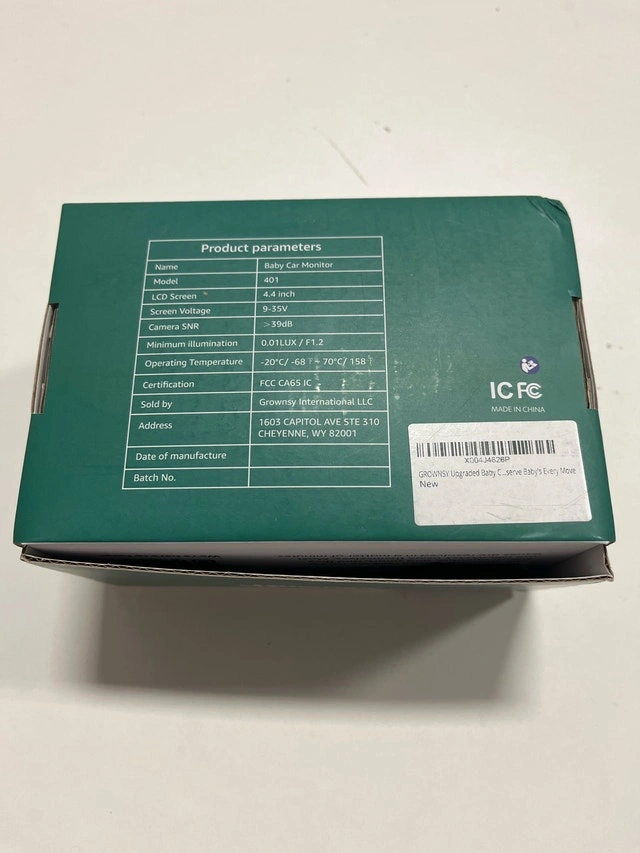 Product parameters
Name Baby Car Monitor
Model 401
LCD Screen 4.4 inch
Screen Voltage 9-35V
Camera SNR >39dB
Minimum illumination 0.01LUX / F1.2
Operating Temperature -20°C/ -68 °F ~ 70°C/ 158 °F
Certification FCC CA65 IC
Sold by Grownsy International LLC
Address 1603 CAPITOL AVE STE 310
CHEYENNE, WY 82001
Date of manufacture
Batch No.
IC FC
MADE IN CHINA
X004J4826P
GROWNSY Upgraded Baby C...serve Baby's Every Move
New